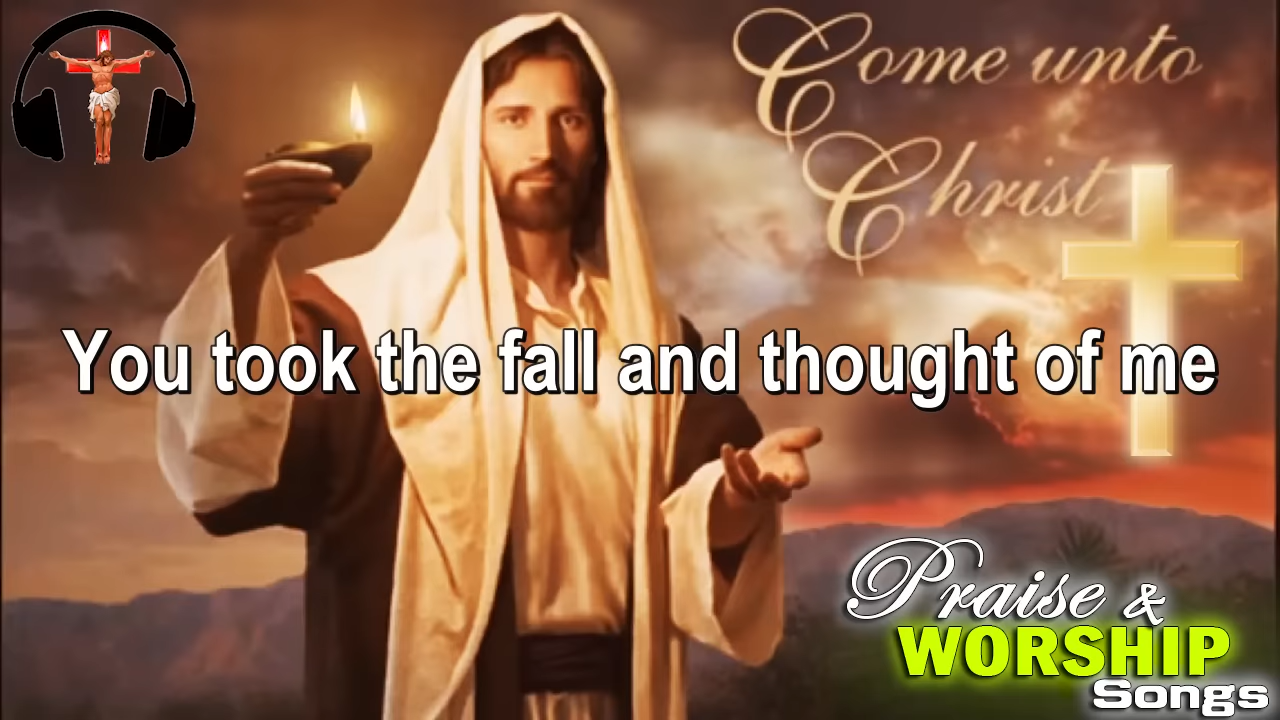 Come unto
Christ
You took the fall and thought of me
Praise &
WORSHIP
Songs